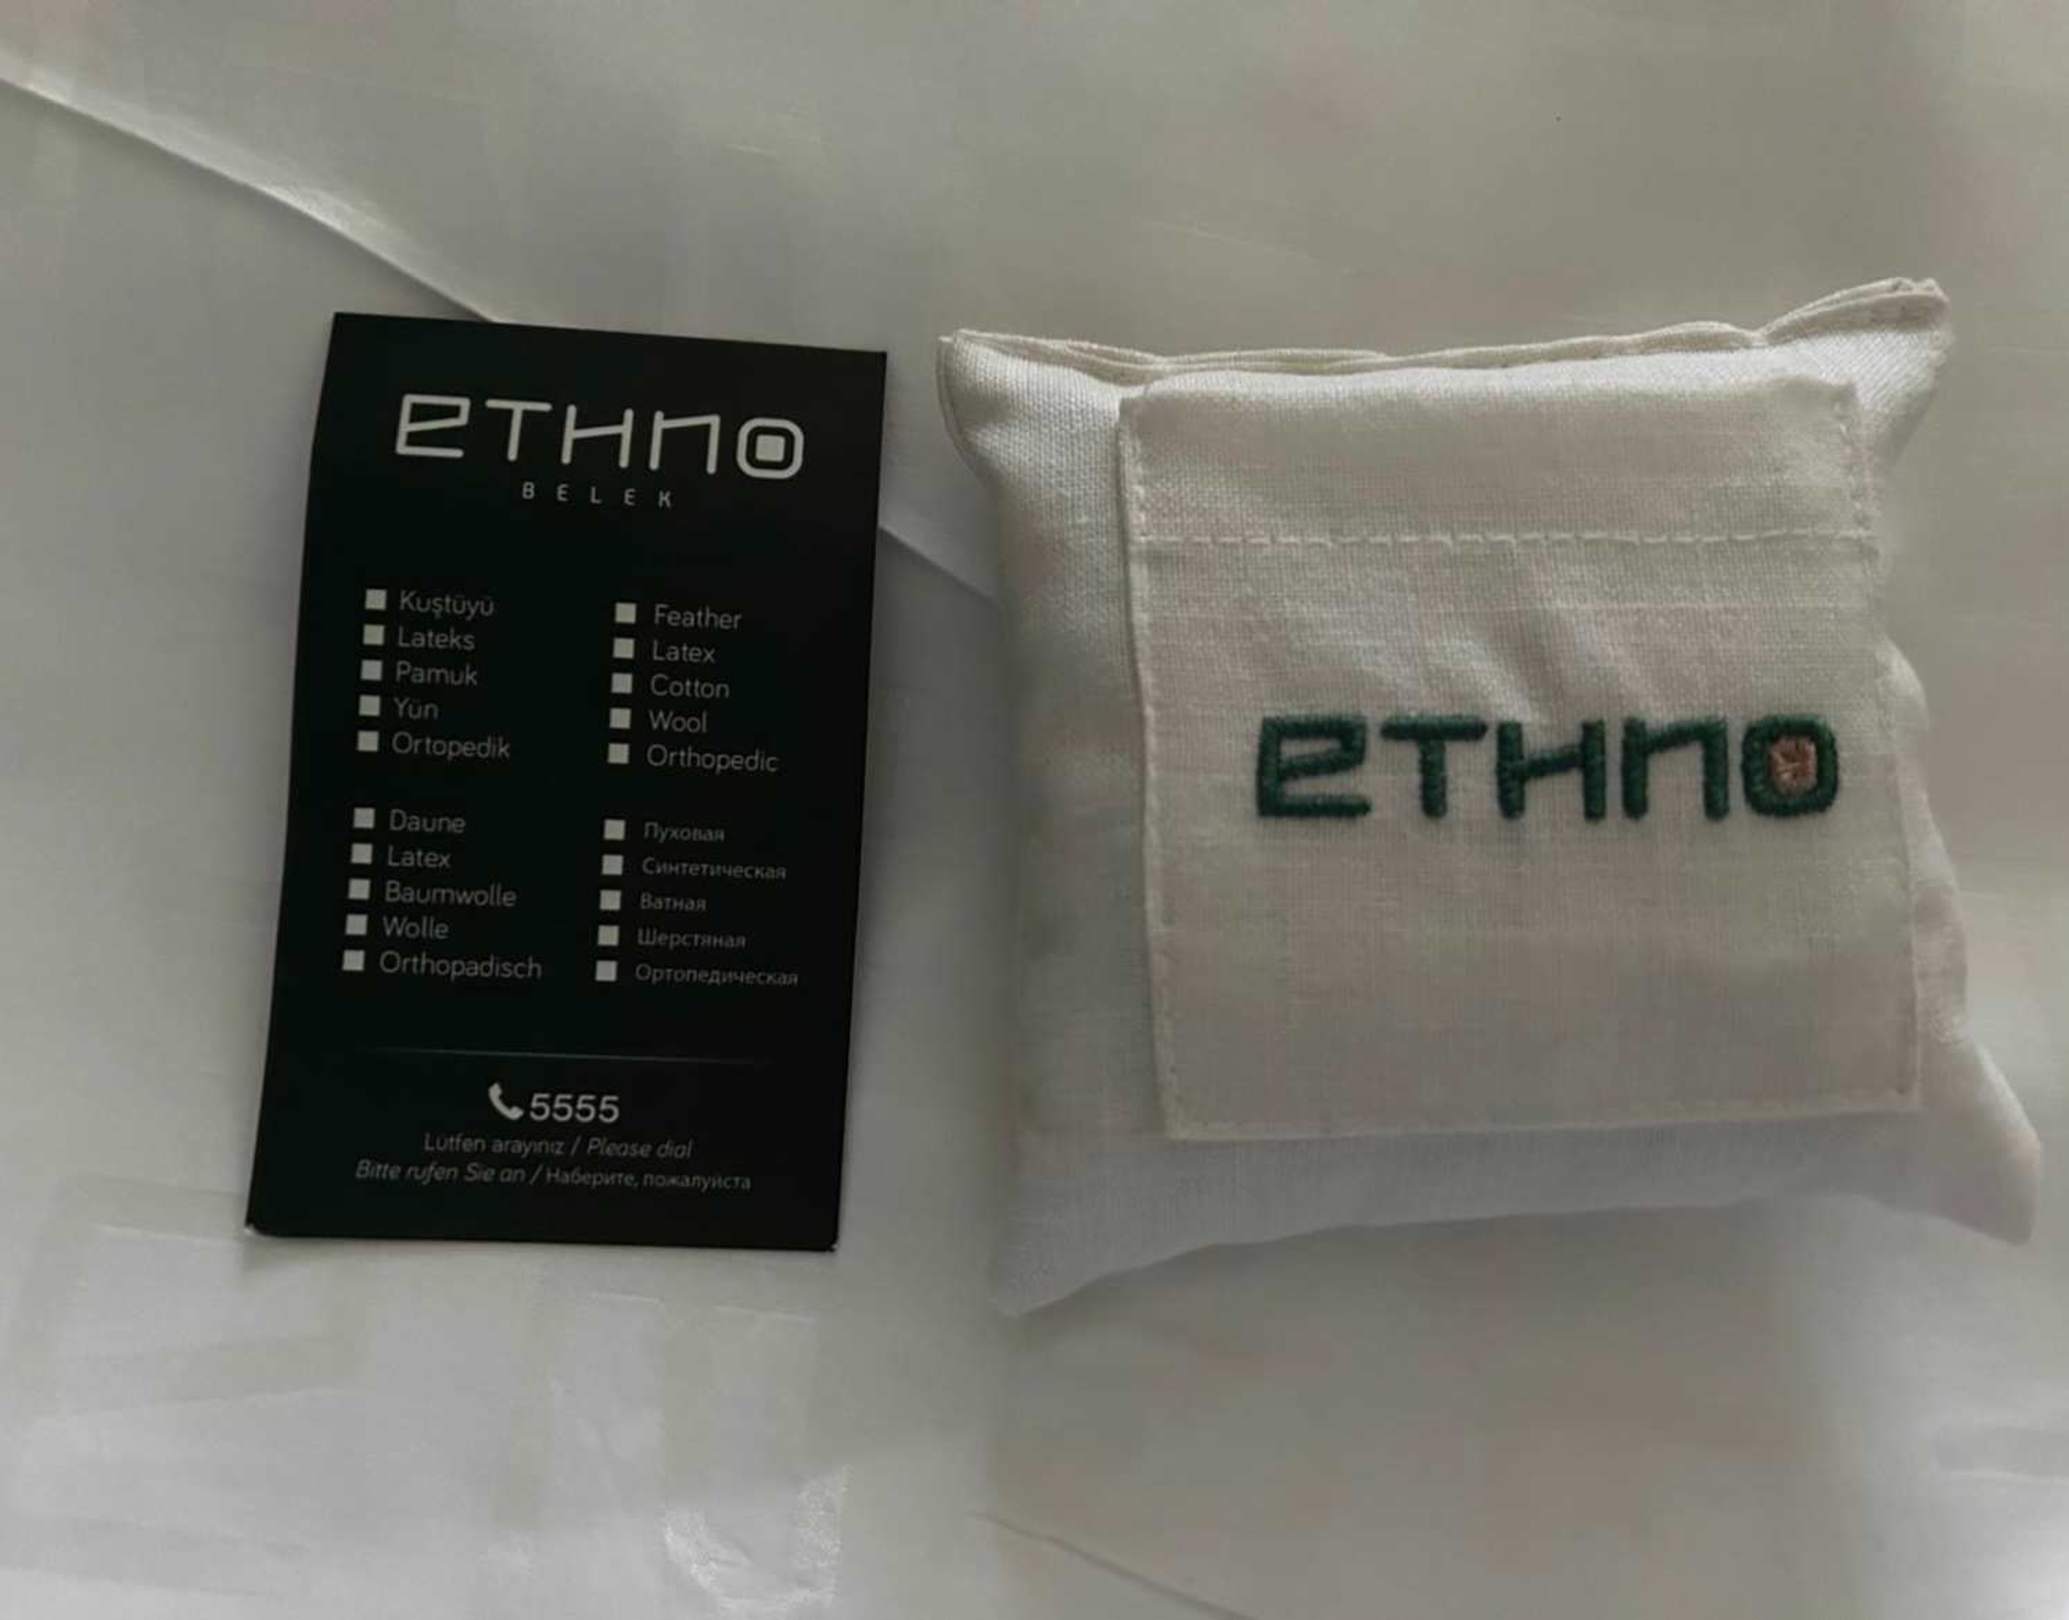 ETHNO
BELEK
Kuştüyü
Lateks
Pamuk
Yün
Ortopedik
Feather
Latex
Cotton
Wool
Orthopedic
Daune
Latex
Baumwolle
Wolle
Orthopadisch
Пуховая
Синтетическая
Ватная
Шерстяная
Ортопедическая
5555
Lütfen arayınız / Please dial
Bitte rufen Sie an / Наберите, пожалуйста
ETHNO